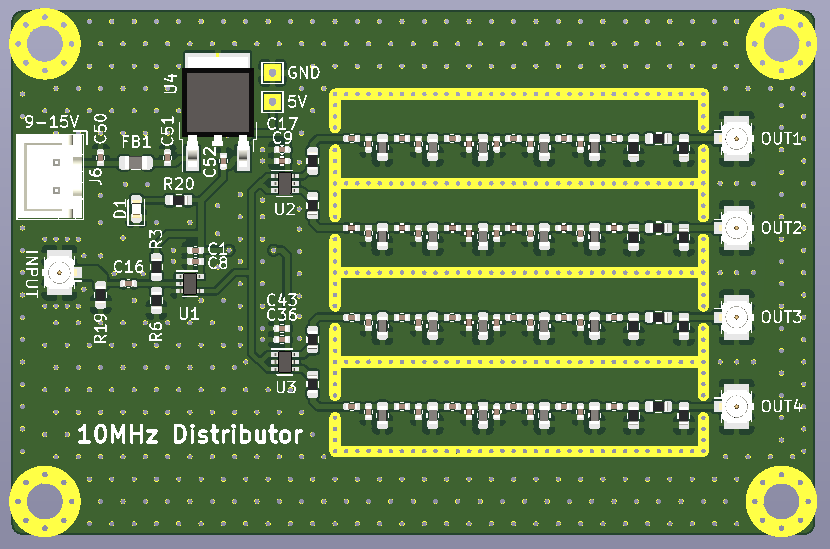 U4
GND
5V
9-15V
C50
FB1
C51
C17
C9
OUT1
C52
J6
R20
U2
D1
OUT2
R3
C1
C8
INPUT
C16
U1
C43
C36
OUT3
R19
R6
U3
OUT4
10MHz Distributor